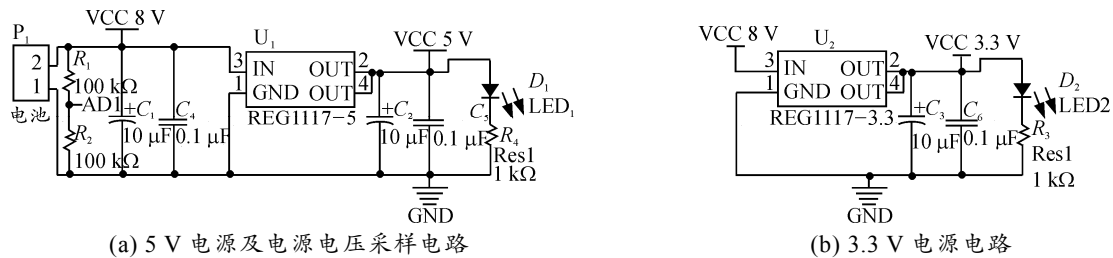 P1
VCC 8 V
2
1
电池
R1
100 kΩ
AD1
R2
100 kΩ
+C1
10 μF
C4
0.1 μF
U1
3 IN OUT 2
1 GND OUT 4
REG1117-5
VCC 5 V
+C2
10 μF
C5
0.1 μF
D1
LED1
R4
Res1
1 kΩ
GND
(a) 5 V 电源及电源电压采样电路
VCC 8 V
U2
3 IN OUT 2
1 GND OUT 4
REG1117-3.3
VCC 3.3 V
+C3
10 μF
C6
0.1 μF
D2
LED2
R3
Res1
1 kΩ
GND
(b) 3.3 V 电源电路